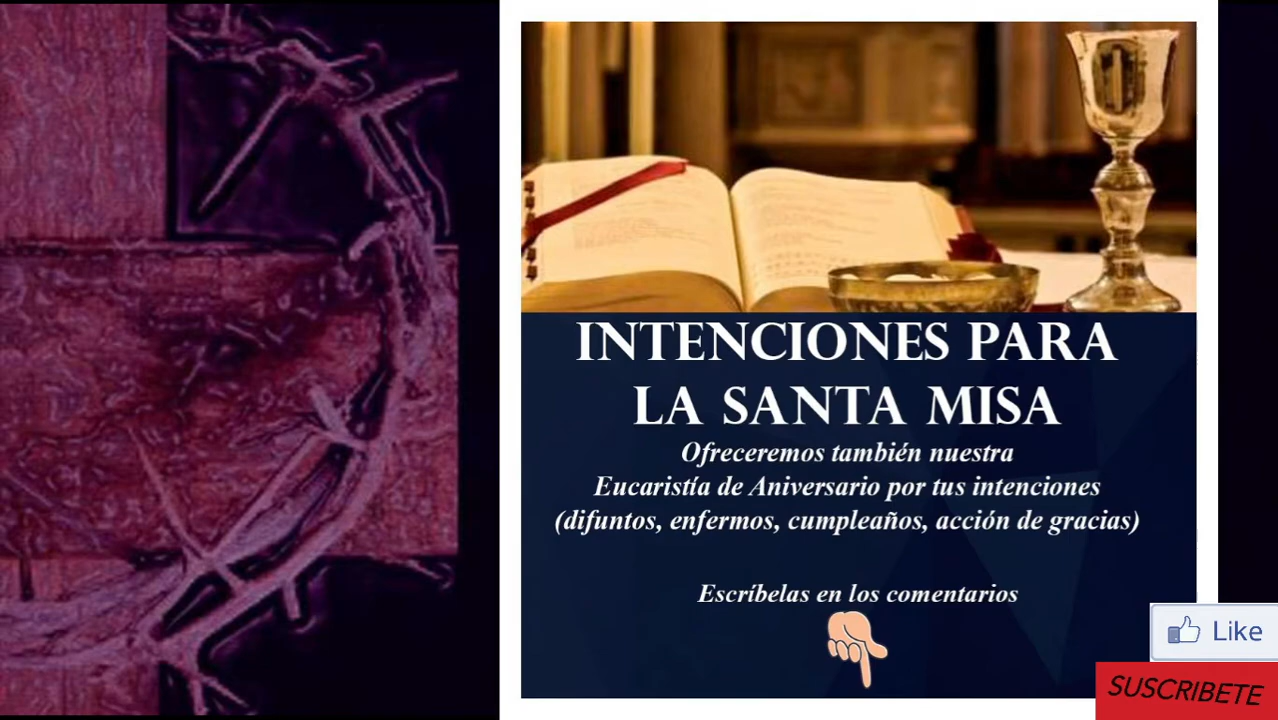 INTENCIONES PARA
LA SANTA MISA
Ofreceremos también nuestra
Eucaristía de Aniversario por tus intenciones
(difuntos, enfermos, cumpleaños, acción de gracias)
Escríbelas en los comentarios
Like
SUSCRIBETE